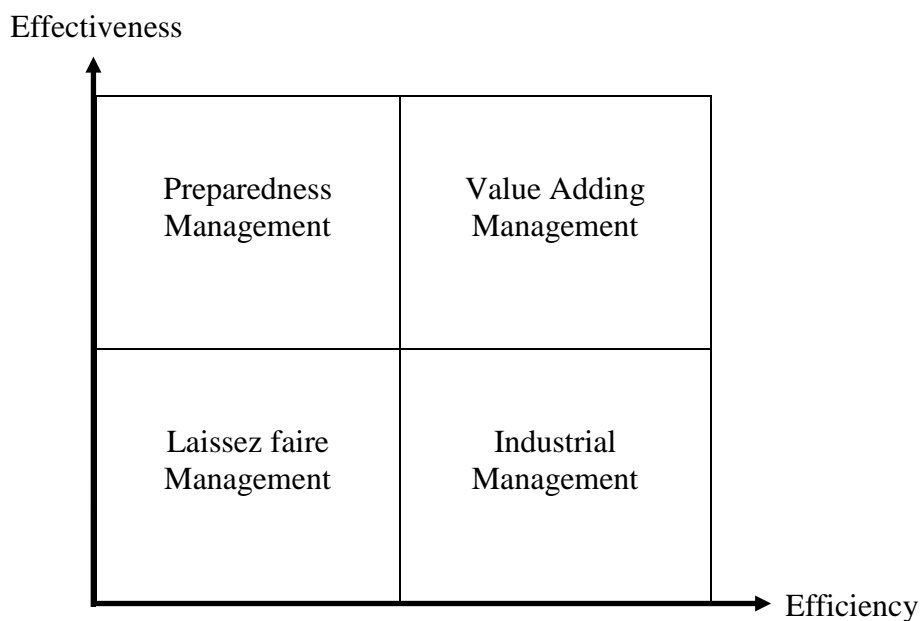 Effectiveness
Preparedness
Management
Value Adding
Management
Laissez faire
Management
Industrial
Management
Efficiency